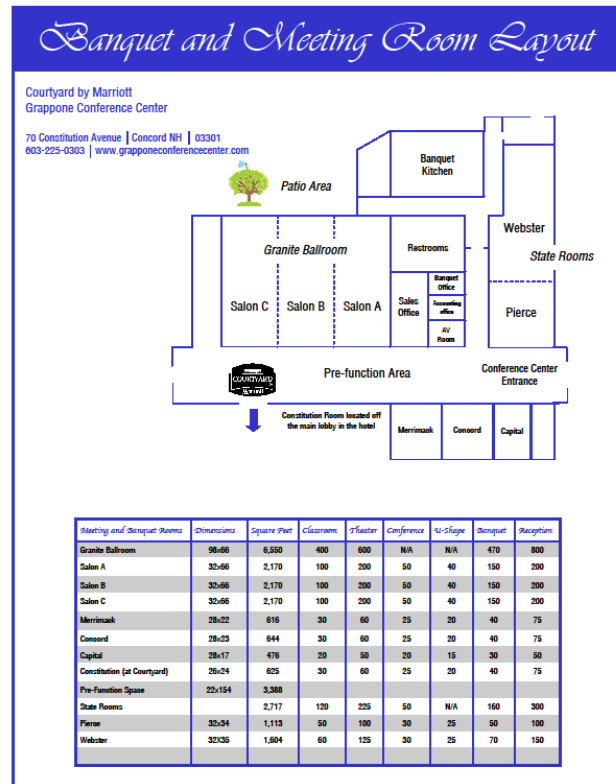 Banquet and Meeting Room Layout
Courtyard by Marriott
Grappone Conference Center
70 Constitution Avenue | Concord NH | 03301
603-225-0303 | www.grapponeconferencecenter.com
Patio Area
Banquet
Kitchen
Webster
State Rooms
Granite Ballroom
Restrooms
Banquet
Office
Salon C
Salon B
Salon A
Sales
Office
Accounting
office
Pierce
AV
Room
COURTYARD
Pre-function Area
Conference Center
Entrance
Constitution Room located off
the main lobby in the hotel
Merrimack
Concord
Capital
Meeting and Banquet Rooms Dimensions Square Feet Classroom Theater Conference U-Shape Banquet Reception
Granite Ballroom 98x66 6,550 400 600 N/A N/A 470 800
Salon A 32x66 2,170 100 200 50 40 150 200
Salon B 32x66 2,170 100 200 50 40 150 200
Salon C 32x66 2,170 100 200 50 40 150 200
Merrimack 28x22 616 30 60 25 20 40 75
Concord 28x23 644 30 60 25 20 40 75
Capital 28x17 476 20 50 20 15 30 50
Constitution (at Courtyard) 26x24 625 30 60 25 20 40 75
Pre-Function Space 22x154 3,388
State Rooms 2,717 120 225 50 N/A 160 300
Pierce 32x34 1,113 50 100 30 25 50 100
Webster 32X35 1,604 60 125 30 25 70 150